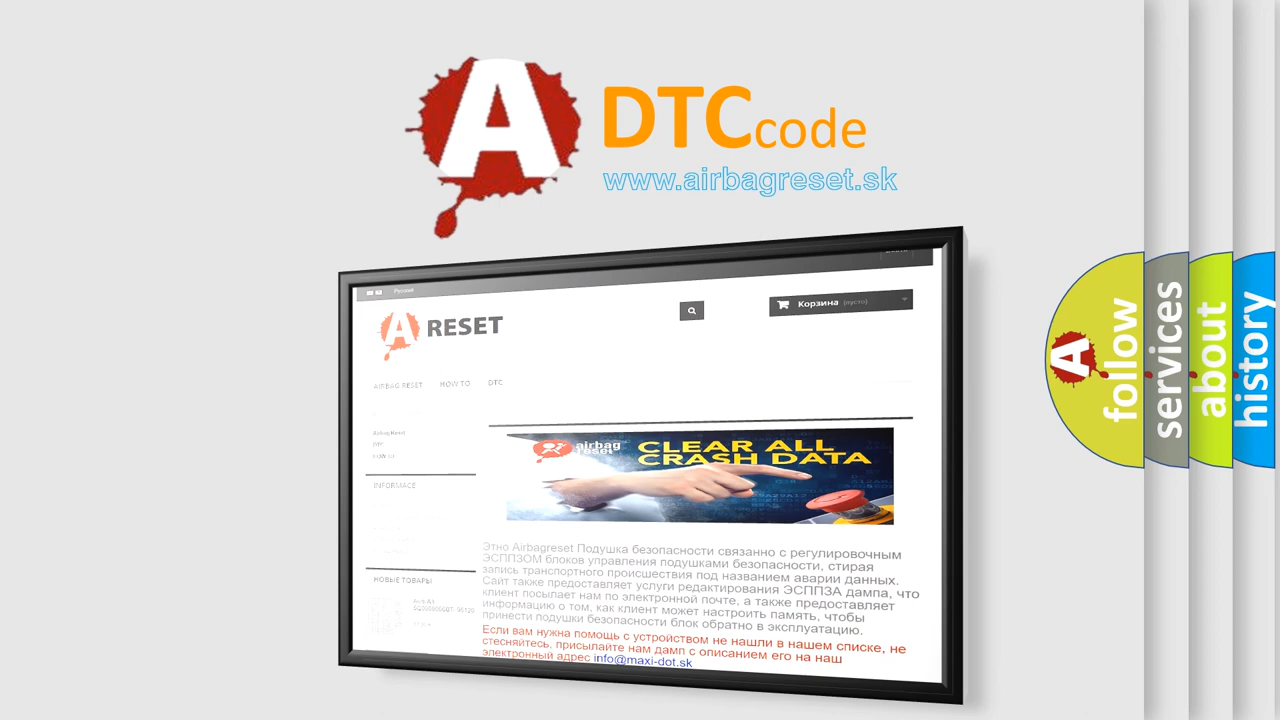 A
DTCcode
www.airbagreset.sk
Русский
A RESET
Корзина (пусто)
AIRBAG RESET HOW TO DTC
Airbag Reset
DTC
INFORMACE
НОВЫЕ ТОВАРЫ
airbag
reset
CLEAR ALL
CRASH DATA
Этно Airbagreset Подушка безопасности связанно с регулировочным
ЭСППЗОМ блоков управления подушками безопасности, стирая
запись транспортного происшествия под названием аварии данных.
Сайт также предоставляет услуги редактирования ЭСППЗА дампа, что
клиент посылает нам по электронной почте, а также предоставляет
информацию о том, как клиент может настроить память, чтобы
принести подушки безопасности блок обратно в эксплуатацию.
Если вам нужна помощь с устройством не нашли в нашем списке, не
стесняйтесь, присылайте нам дамп с описанием его на наш
электронный адрес info@maxi-dot.sk
A
follow
services
about
history